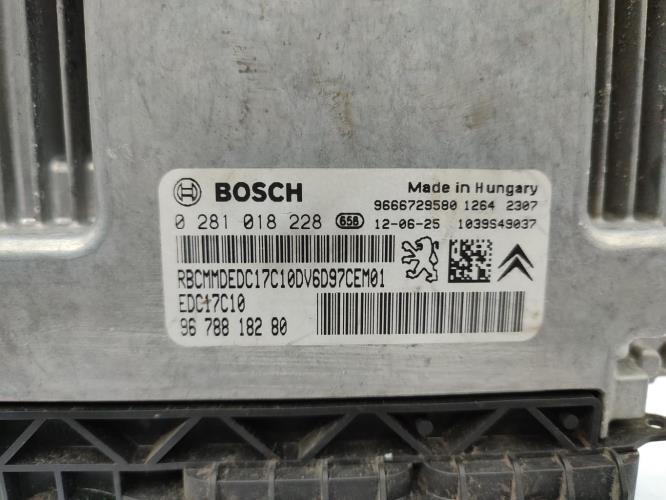 BOSCH Made in Hungary
9666729580 1264 2307
0 281 018 228 658 12-06-25 1039S49037
RBCMMDEDC17C10DV6D97CEM01
EDC17C10
96 788 182 80